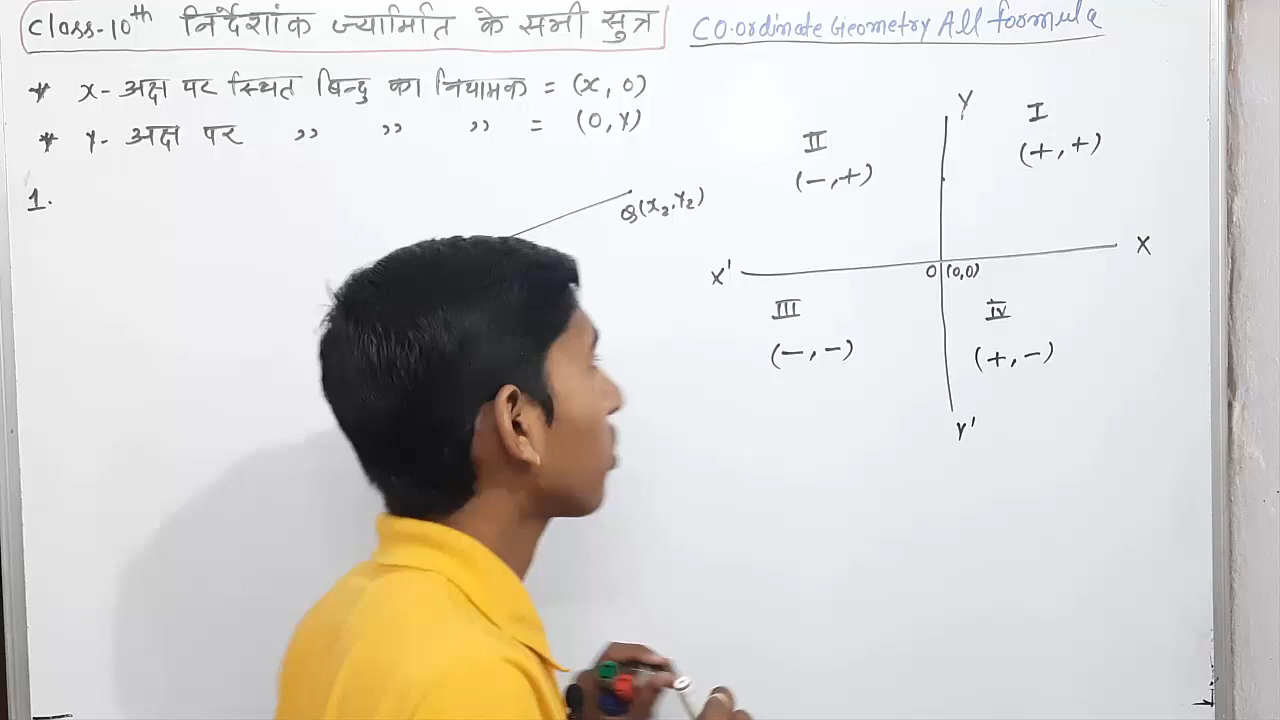 Class-10th निर्देशांक ज्यामिति के सभी सुत्र
CO.ordinate Geometry All formula
* x- अक्ष पर स्थित बिन्दु का नियामक = (x, 0)
* Y- अक्ष पर ,, ,, ,, = (0, Y)
1.
Q(x₂, Y₂)
Y
I
(+, +)
II
(-, +)
X
X'
O (0,0)
III
(-, -)
IV
(+, -)
Y'